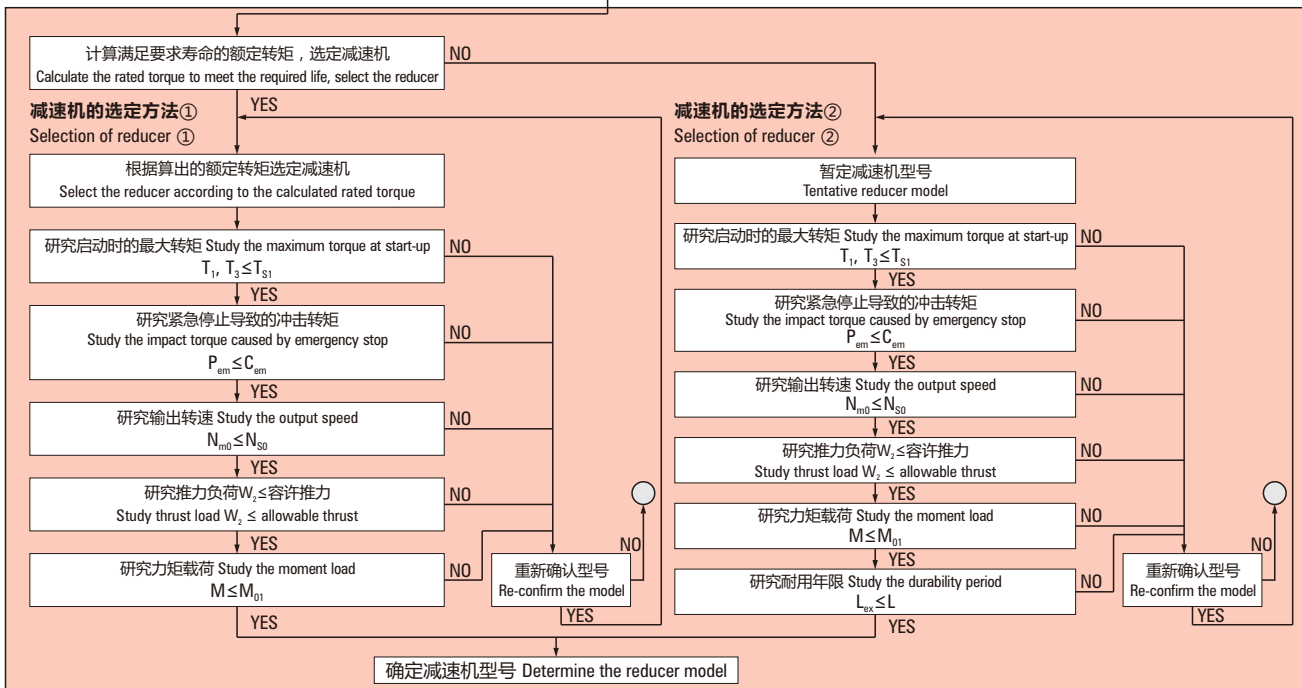 计算满足要求寿命的额定转矩，选定减速机
Calculate the rated torque to meet the required life, select the reducer
NO
YES
减速机的选定方法①
Selection of reducer ①
根据算出的额定转矩选定减速机
Select the reducer according to the calculated rated torque
研究启动时的最大转矩 Study the maximum torque at start-up
T₁, T₃≤T_S1
NO
YES
研究紧急停止导致的冲击转矩
Study the impact torque caused by emergency stop
P_em≤C_em
NO
YES
研究输出转速 Study the output speed
N_m0≤N_S0
NO
YES
研究推力负荷W₂≤容许推力
Study thrust load W₂ ≤ allowable thrust
NO
YES
研究力矩载荷 Study the moment load
M≤M₀₁
NO
YES
重新确认型号
Re-confirm the model
NO
YES
减速机的选定方法②
Selection of reducer ②
暂定减速机型号
Tentative reducer model
研究启动时的最大转矩 Study the maximum torque at start-up
T₁, T₃≤T_S1
NO
YES
研究紧急停止导致的冲击转矩
Study the impact torque caused by emergency stop
P_em≤C_em
NO
YES
研究输出转速 Study the output speed
N_m0≤N_S0
NO
YES
研究推力负荷W₂≤容许推力
Study thrust load W₂ ≤ allowable thrust
NO
YES
研究力矩载荷 Study the moment load
M≤M₀₁
NO
YES
研究耐用年限 Study the durability period
L_ex≤L
NO
YES
重新确认型号
Re-confirm the model
NO
YES
确定减速机型号 Determine the reducer model